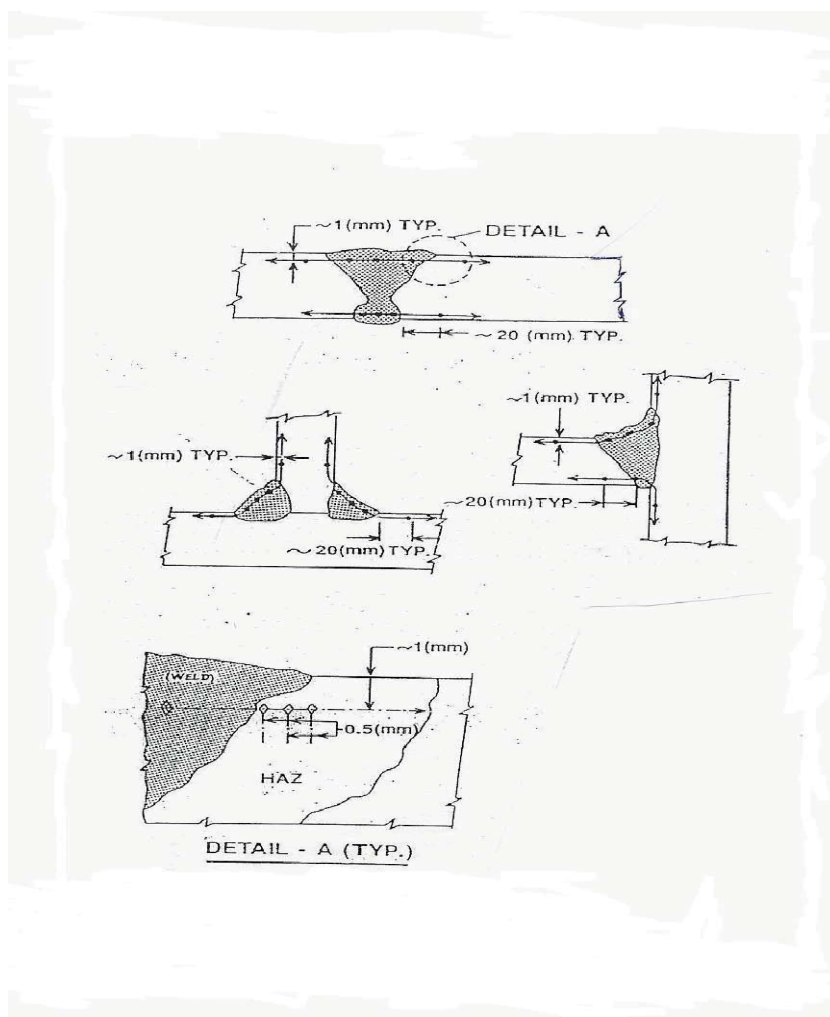 ~1(mm) TYP.
DETAIL - A
~ 20 (mm) TYP.
~1(mm) TYP.
~1(mm) TYP.
~20(mm)TYP.
~ 20(mm)TYP.
~1(mm)
(WELD)
0.5(mm)
HAZ
DETAIL - A (TYP.)